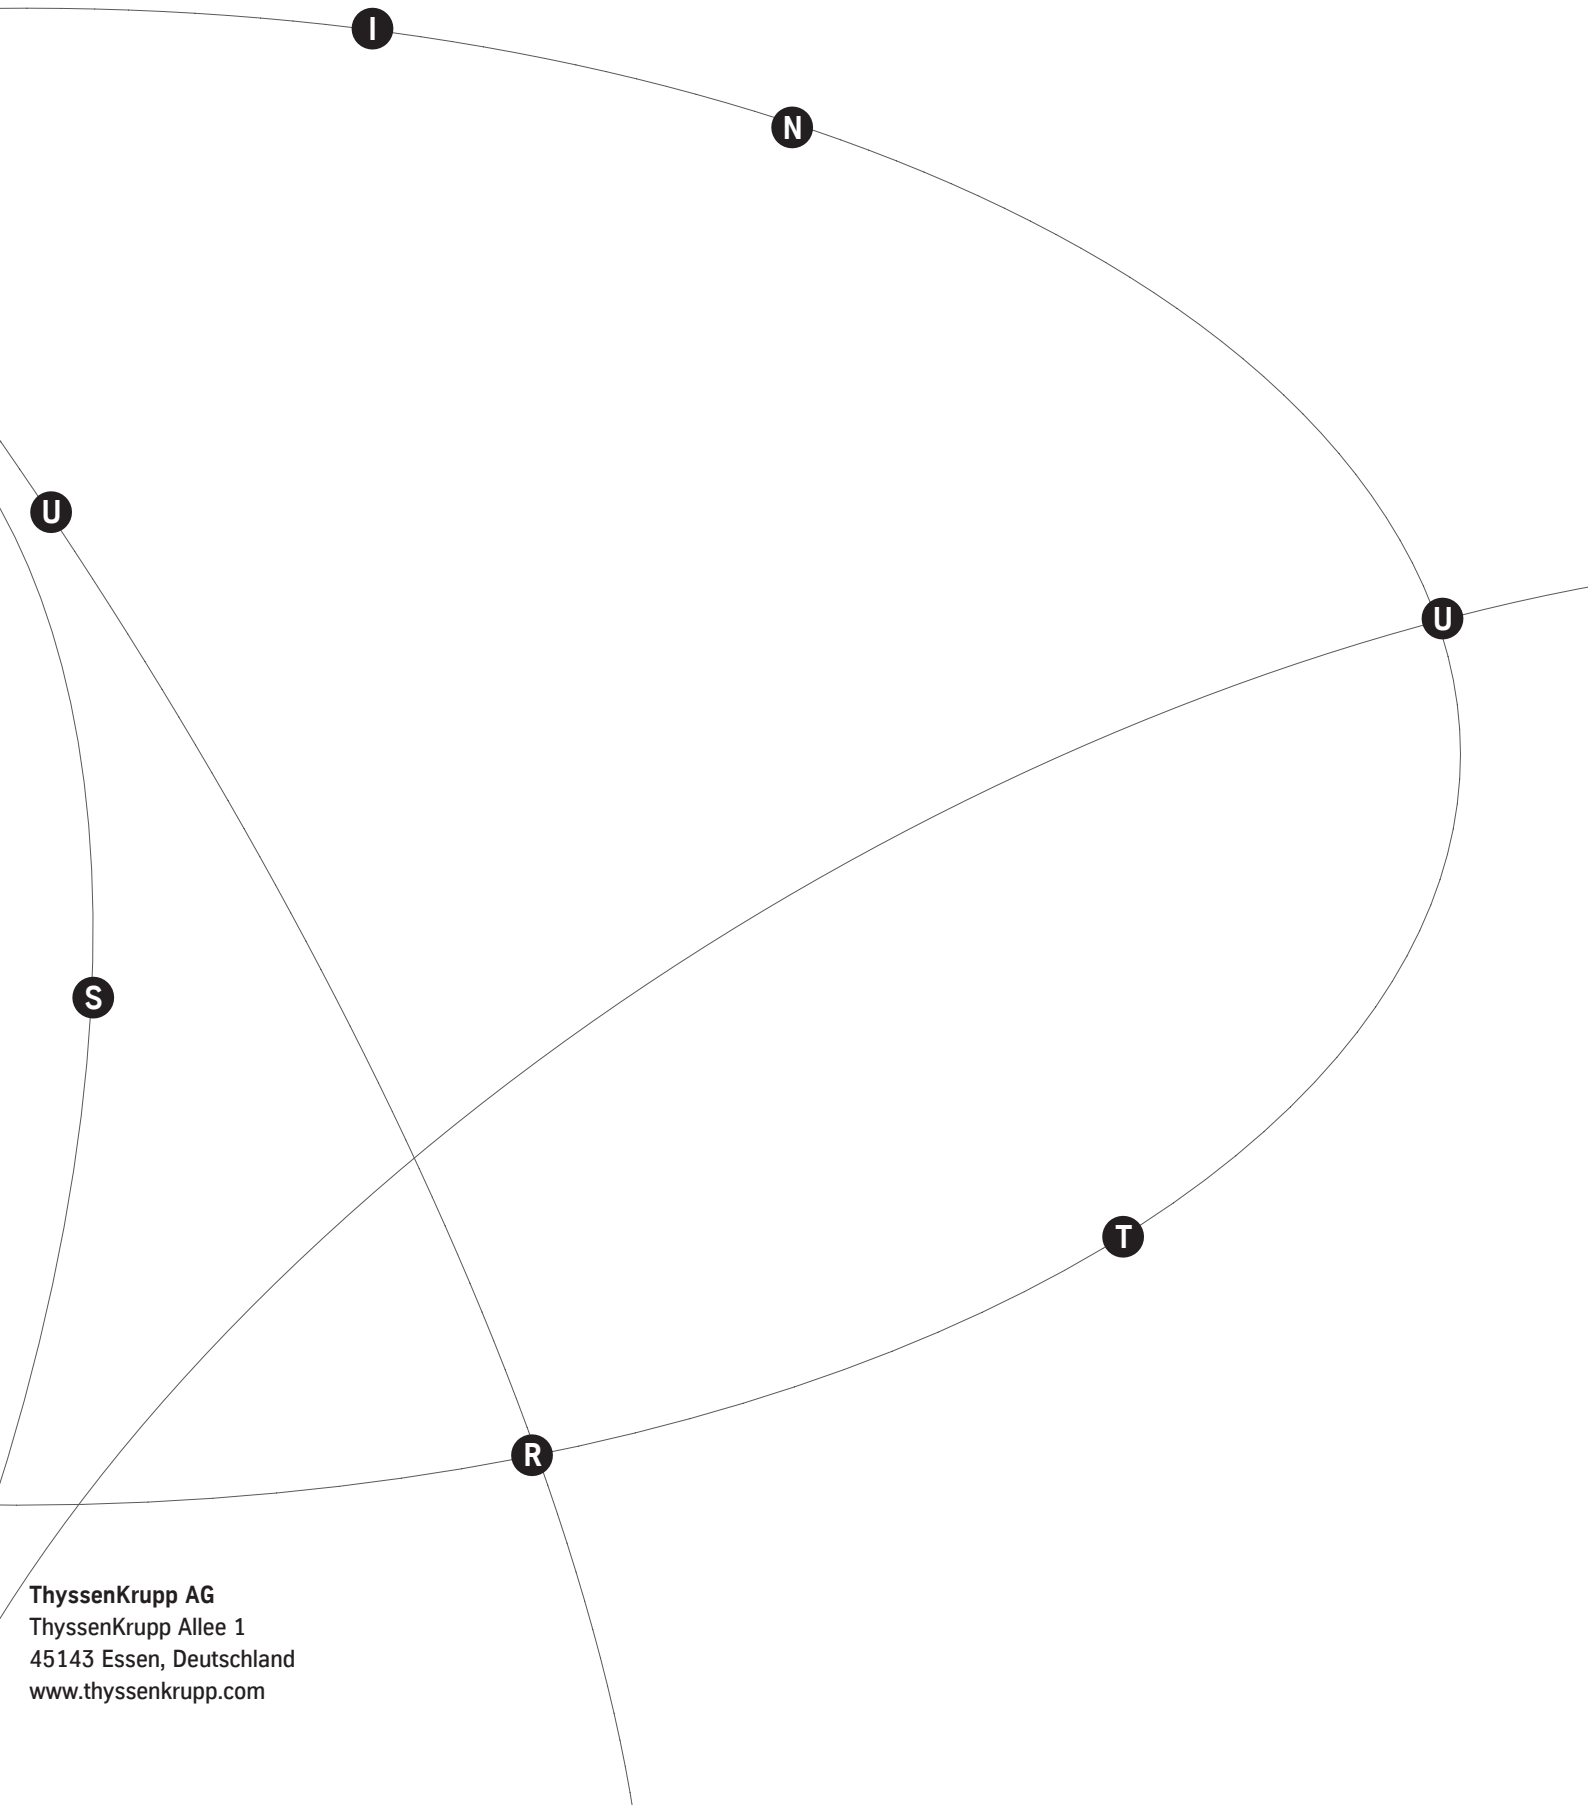 I
N
U
U
S
T
R
ThyssenKrupp AG
ThyssenKrupp Allee 1
45143 Essen, Deutschland
www.thyssenkrupp.com